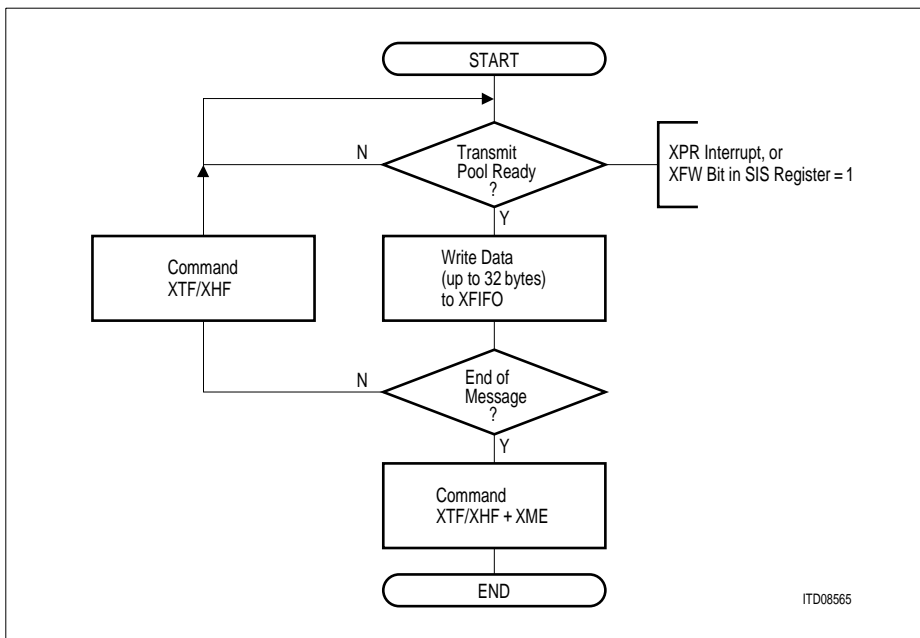 START
N
Transmit
Pool Ready
?
XPR Interrupt, or
XFW Bit in SIS Register = 1
Y
Command
XTF/XHF
Write Data
(up to 32 bytes)
to XFIFO
N
End of
Message
?
Y
Command
XTF/XHF + XME
END
ITD08565